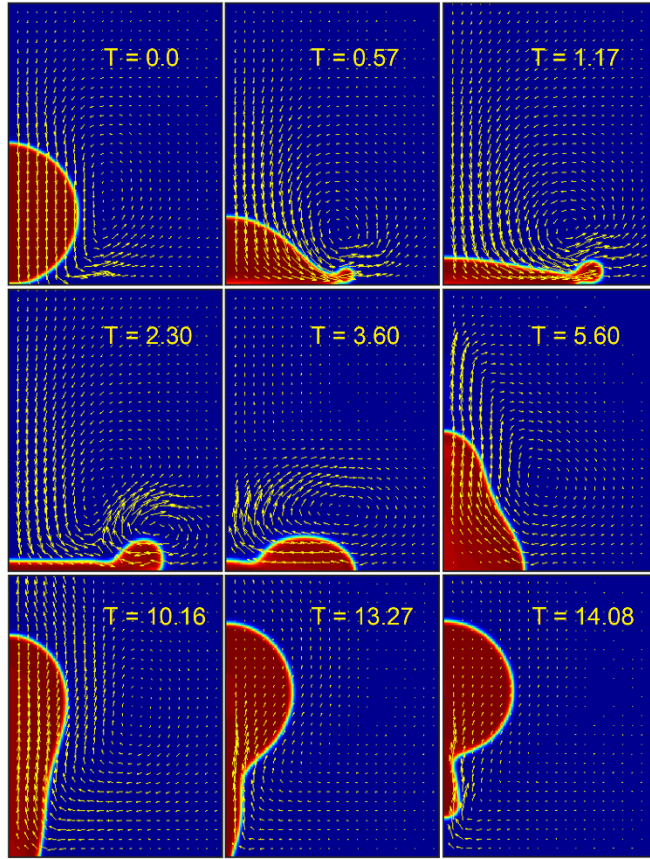 T = 0.0
T = 0.57
T = 1.17
T = 2.30
T = 3.60
T = 5.60
T = 10.16
T = 13.27
T = 14.08